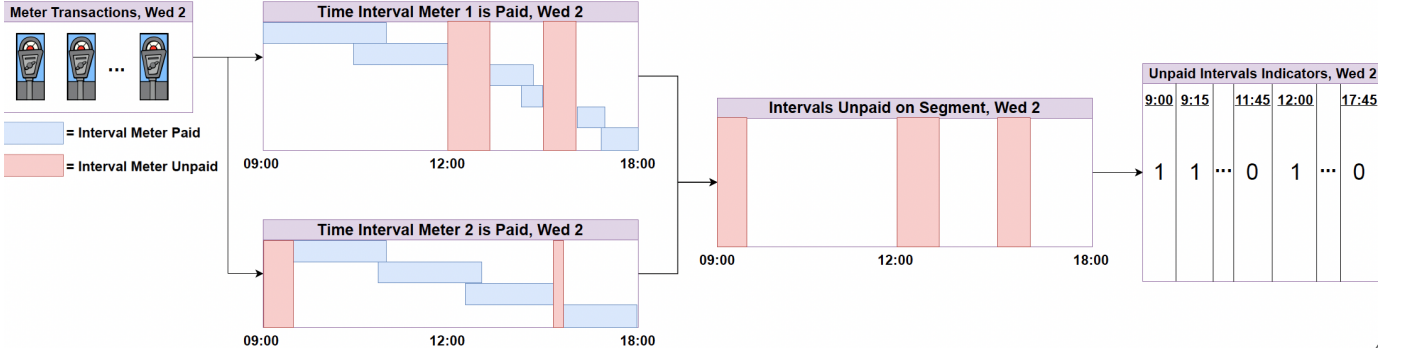 Meter Transactions, Wed 2
...
= Interval Meter Paid
= Interval Meter Unpaid
Time Interval Meter 1 is Paid, Wed 2
09:00 12:00 18:00
Time Interval Meter 2 is Paid, Wed 2
09:00 12:00 18:00
Intervals Unpaid on Segment, Wed 2
09:00 12:00 18:00
Unpaid Intervals Indicators, Wed 2
9:00 9:15 11:45 12:00 17:45
1 1 ... 0 1 ... 0